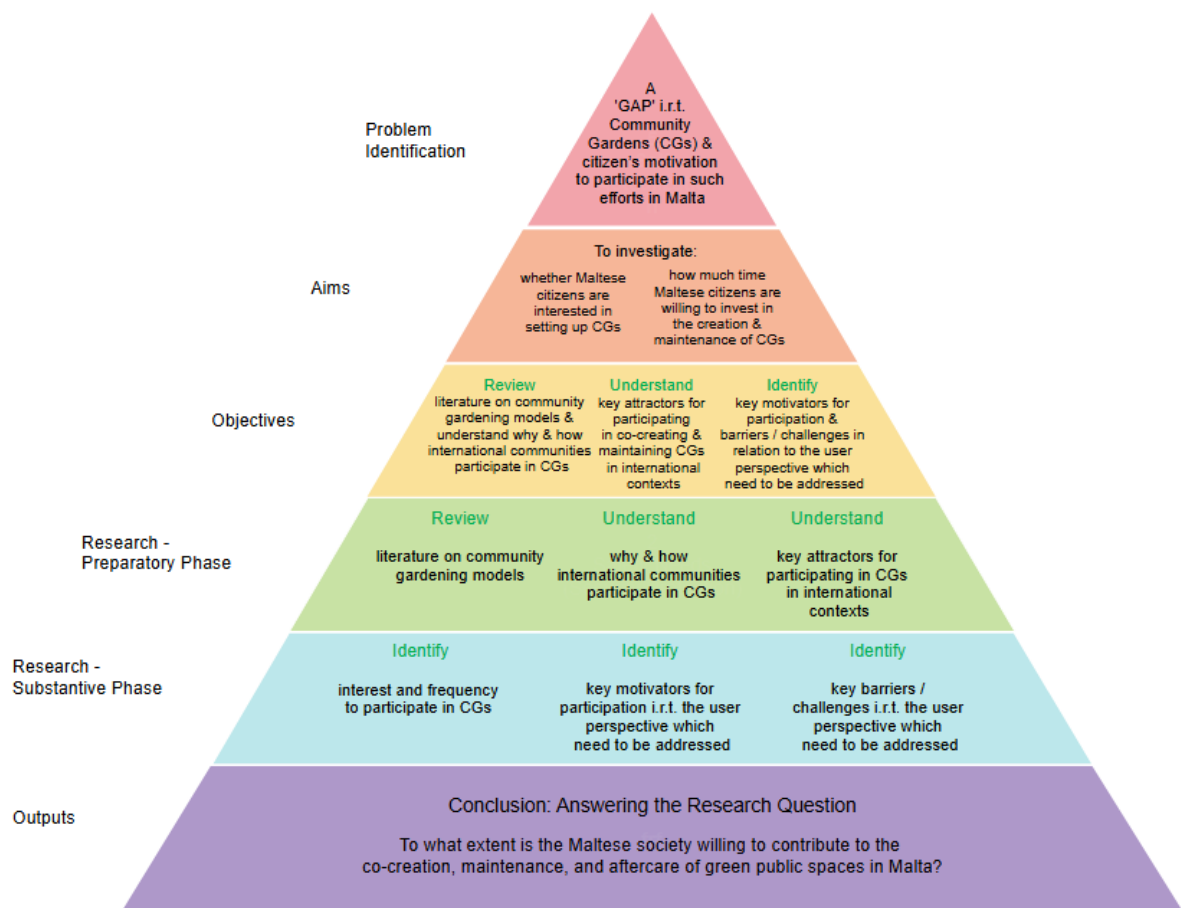 A
'GAP' i.r.t.
Community
Gardens (CGs) &
citizen's motivation
to participate in such
efforts in Malta
Problem
Identification
To investigate:
whether Maltese
citizens are
interested in
setting up CGs
how much time
Maltese citizens are
willing to invest in
the creation &
maintenance of CGs
Aims
Review
literature on community
gardening models &
understand why & how
international communities
participate in CGs
Understand
key attractors for
participating
in co-creating &
maintaining CGs
in international
contexts
Identify
key motivators for
participation &
barriers / challenges in
relation to the user
perspective which
need to be addressed
Objectives
Review
literature on community
gardening models
Understand
why & how
international communities
participate in CGs
Understand
key attractors for
participating in CGs
in international
contexts
Research -
Preparatory Phase
Identify
interest and frequency
to participate in CGs
Identify
key motivators for
participation i.r.t. the user
perspective which
need to be addressed
Identify
key barriers /
challenges i.r.t. the user
perspective which
need to be addressed
Research -
Substantive Phase
Outputs
Conclusion: Answering the Research Question
To what extent is the Maltese society willing to contribute to the
co-creation, maintenance, and aftercare of green public spaces in Malta?